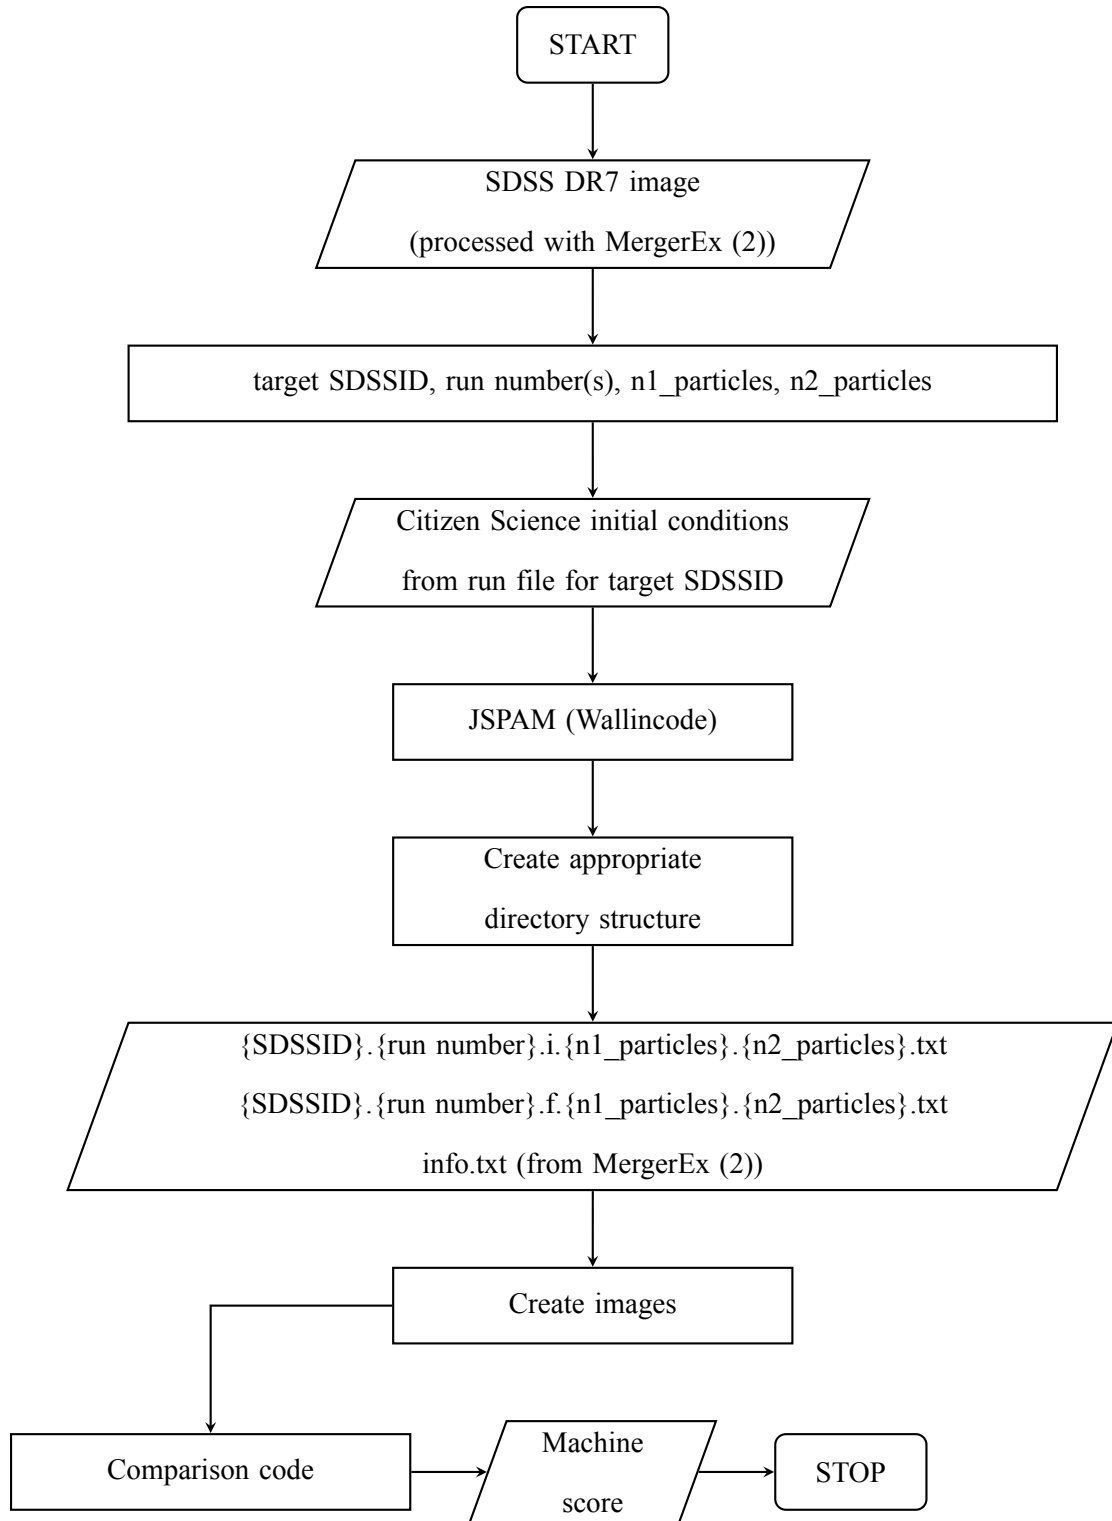 START
SDSS DR7 image
(processed with MergerEx (2))
target SDSSID, run number(s), n1_particles, n2_particles
Citizen Science initial conditions
from run file for target SDSSID
JSPAM (Wallincode)
Create appropriate
directory structure
{SDSSID}.{run number}.i.{n1_particles}.{n2_particles}.txt
{SDSSID}.{run number}.f.{n1_particles}.{n2_particles}.txt
info.txt (from MergerEx (2))
Create images
Comparison code
Machine
score
STOP